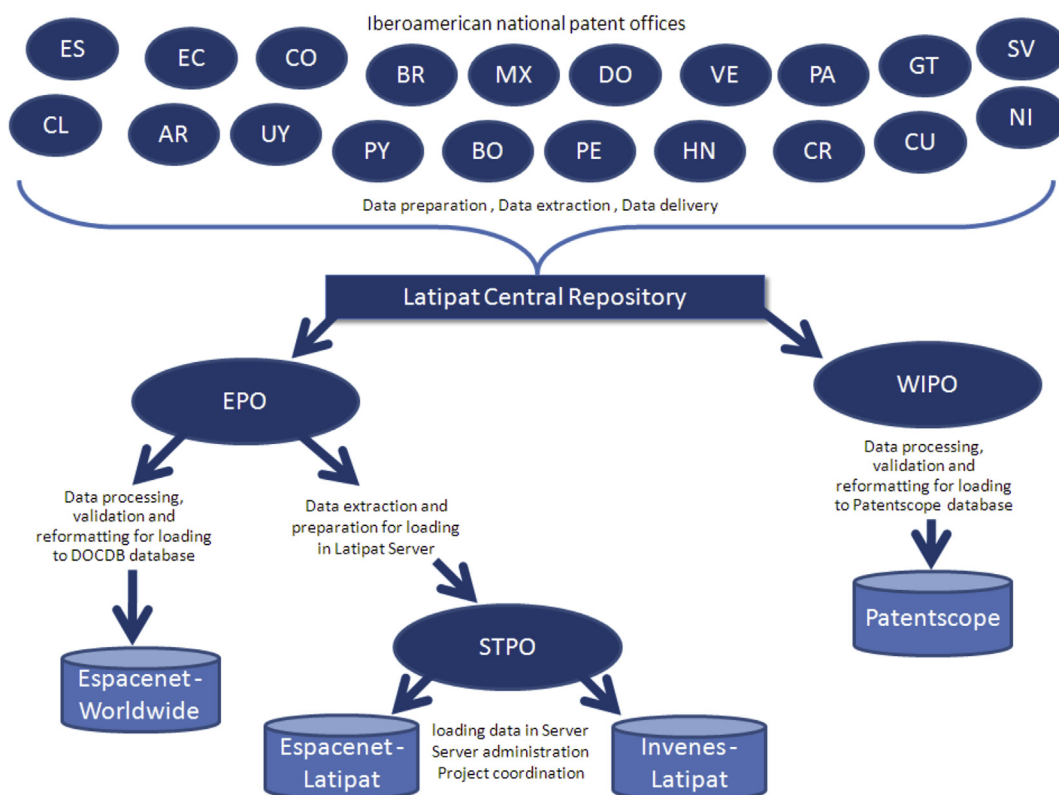 Iberoamerican national patent offices
ES
EC
CO
BR
MX
DO
VE
PA
GT
SV
CL
AR
UY
PY
BO
PE
HN
CR
CU
NI
Data preparation , Data extraction , Data delivery
Latipat Central Repository
EPO
WIPO
Data processing,
validation and
reformatting for loading
to DOCDB database
Data extraction and
preparation for loading
in Latipat Server
Data processing,
validation and
reformatting for loading
to Patentscope database
Patentscope
STPO
Espacenet -
Worldwide
Espacenet -
Latipat
loading data in Server
Server administration
Project coordination
Invenes -
Latipat